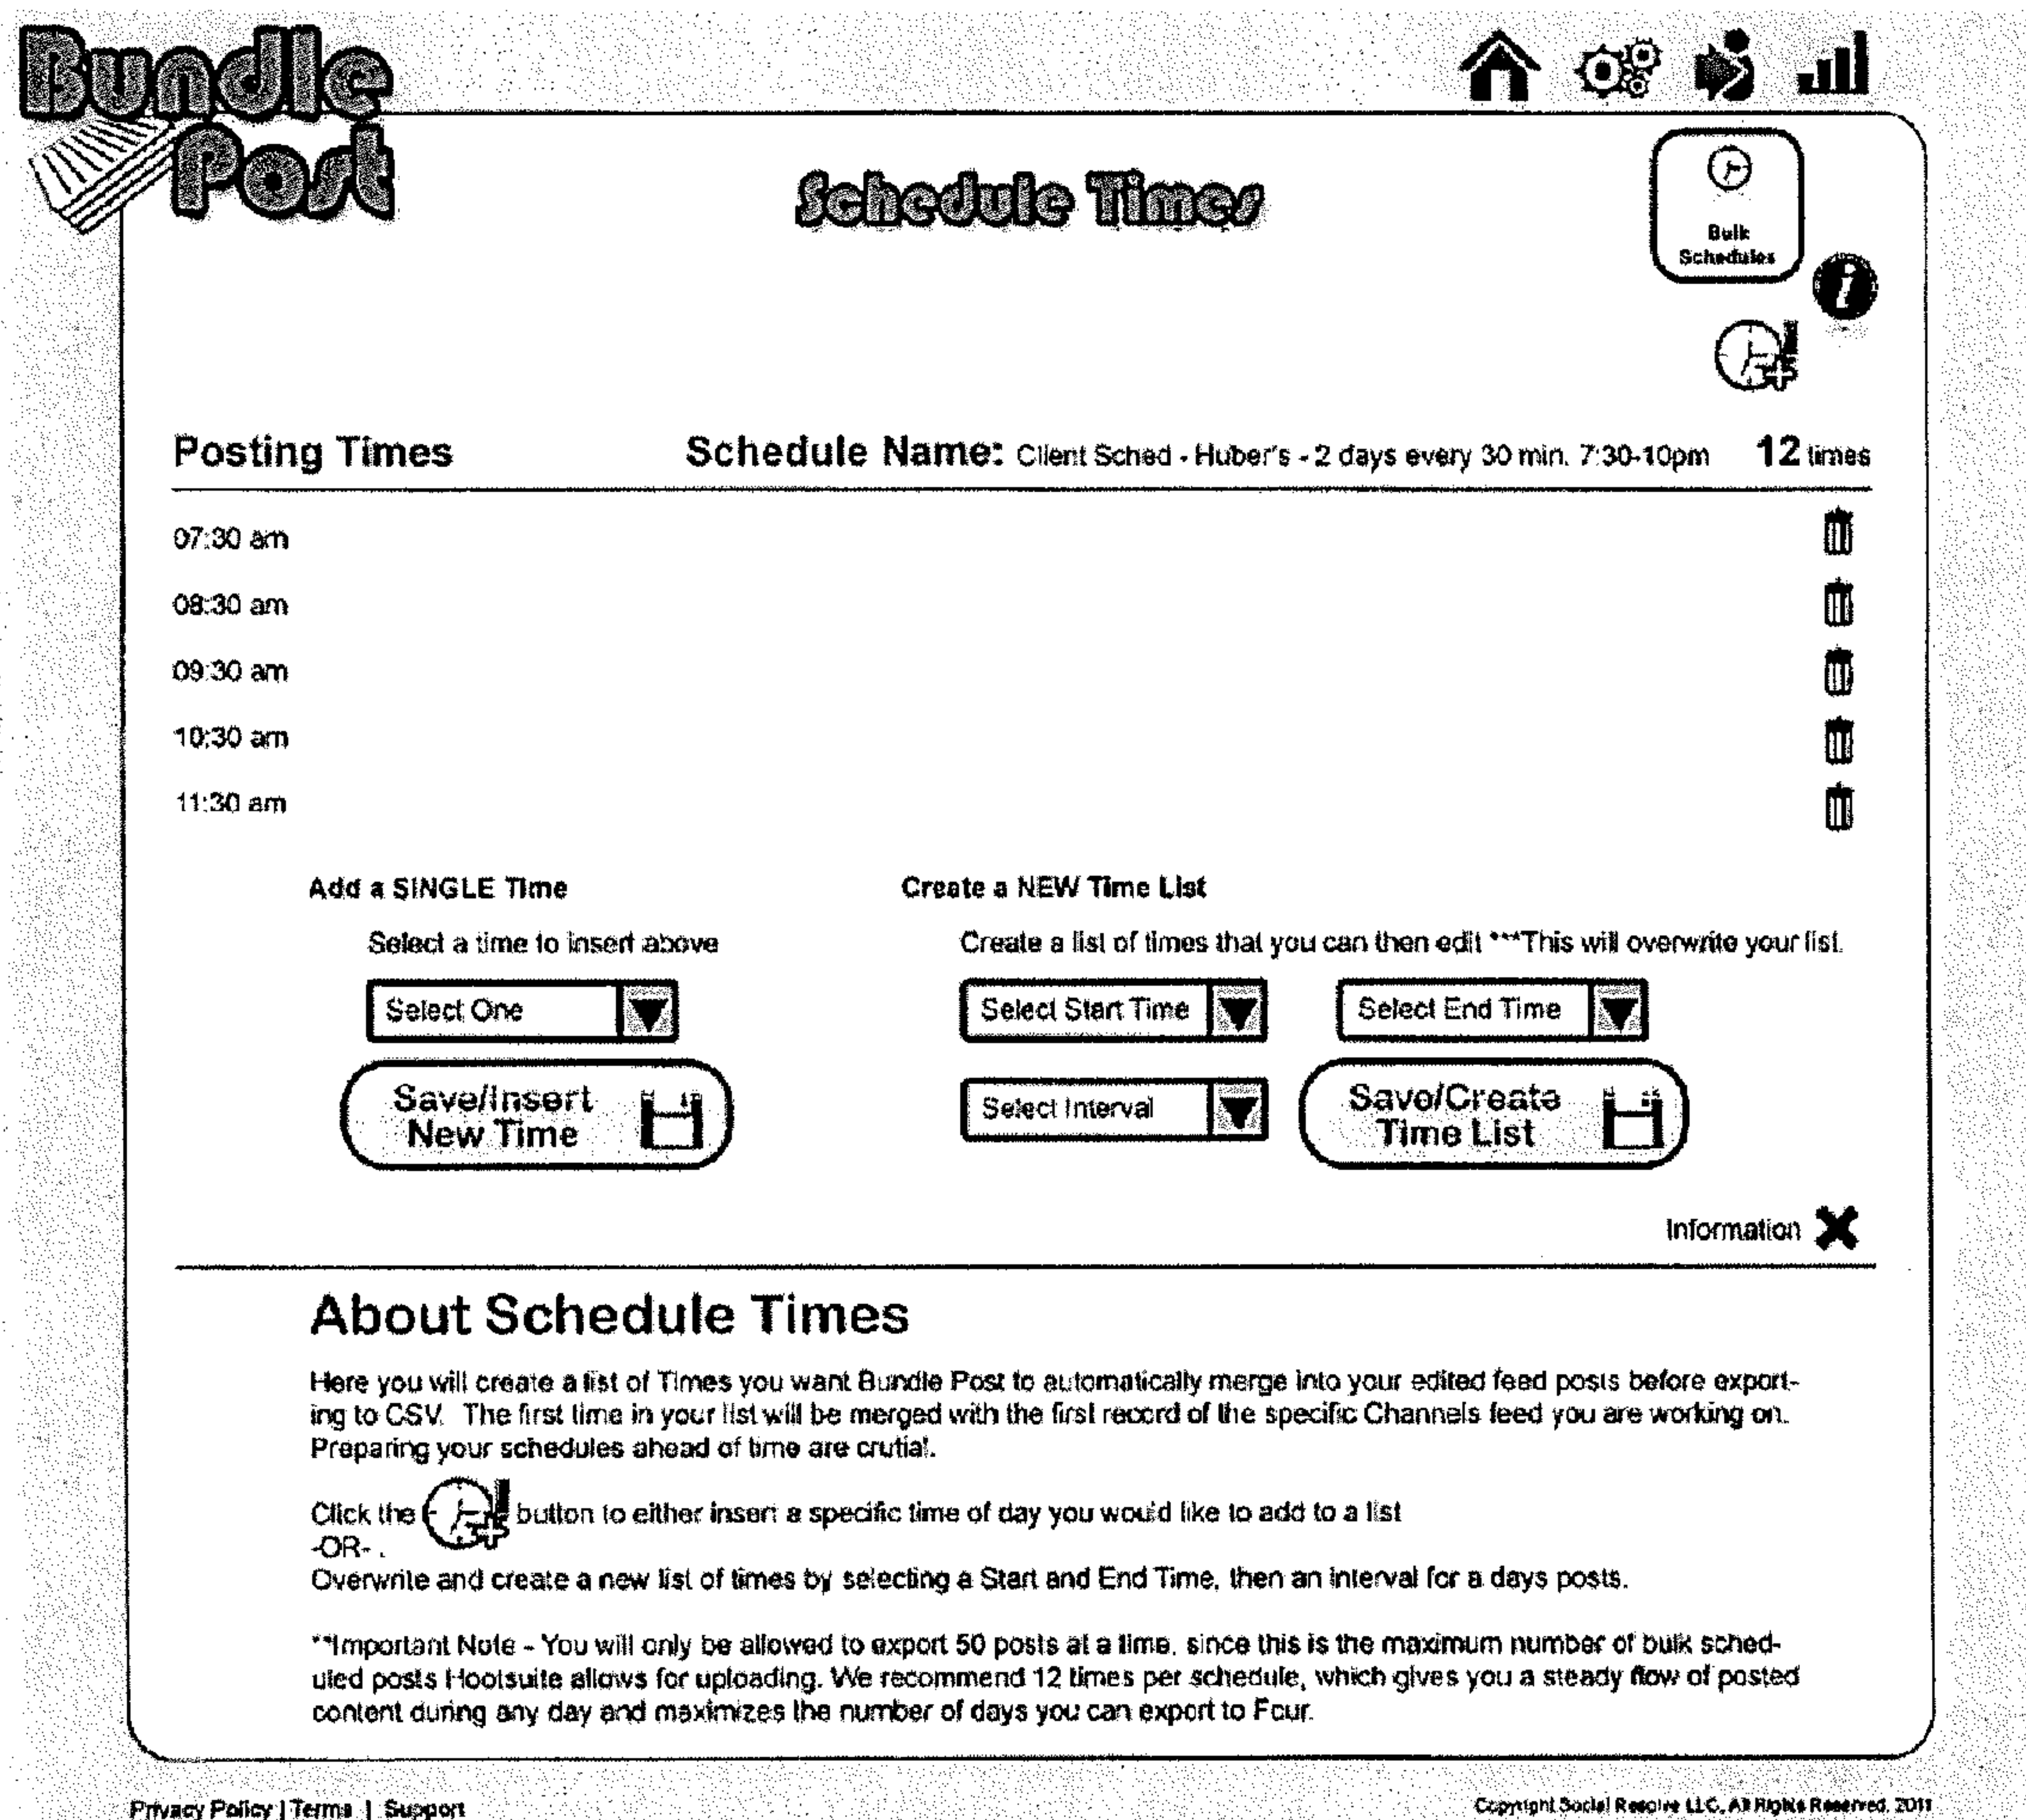 Bundle
Post
Schedule Times
Bulk
Schedules
Posting Times
Schedule Name: Client Sched - Huber's - 2 days every 30 min. 7:30-10pm
12 times
07:30 am
08:30 am
09:30 am
10:30 am
11:30 am
Add a SINGLE Time
Select a time to insert above
Select One
Save/Insert
New Time
Create a NEW Time List
Create a list of times that you can then edit ***This will overwrite your list.
Select Start Time
Select End Time
Select Interval
Save/Create
Time List
Information
About Schedule Times
Here you will create a list of Times you want Bundle Post to automatically merge into your edited feed posts before export-
ing to CSV. The first time in your list will be merged with the first record of the specific Channels feed you are working on.
Preparing your schedules ahead of time are crutial.
Click the button to either insert a specific time of day you would like to add to a list
-OR- .
Overwrite and create a new list of times by selecting a Start and End Time, then an interval for a days posts.
**Important Note - You will only be allowed to export 50 posts at a time, since this is the maximum number of bulk sched-
uled posts Hootsuite allows for uploading. We recommend 12 times per schedule, which gives you a steady flow of posted
content during any day and maximizes the number of days you can export to Four.
Privacy Policy | Terms | Support
Copyright Social Resolve LLC, All Rights Reserved, 2011